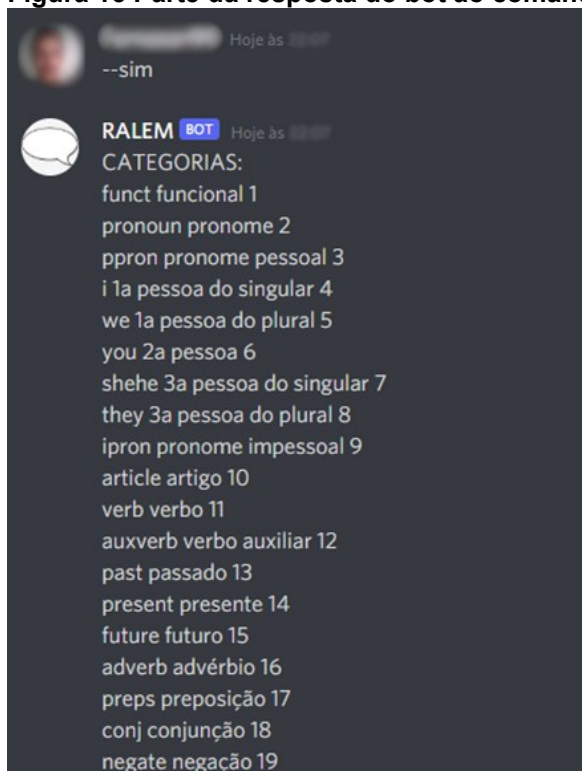 Hoje às
--sim
RALEM BOT Hoje às
CATEGORIAS:
funct funcional 1
pronoun pronome 2
ppron pronome pessoal 3
i 1a pessoa do singular 4
we 1a pessoa do plural 5
you 2a pessoa 6
shehe 3a pessoa do singular 7
they 3a pessoa do plural 8
ipron pronome impessoal 9
article artigo 10
verb verbo 11
auxverb verbo auxiliar 12
past passado 13
present presente 14
future futuro 15
adverb advérbio 16
preps preposição 17
conj conjunção 18
negate negação 19